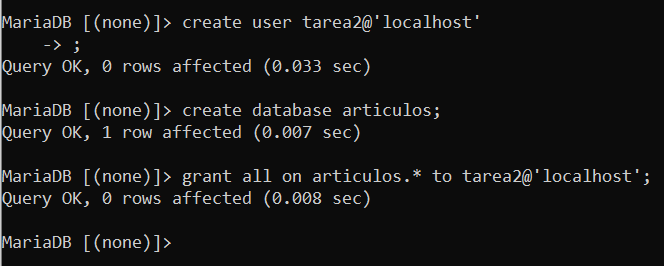 MariaDB [(none)]> create user tarea2@'localhost'
    -> ;
Query OK, 0 rows affected (0.033 sec)
MariaDB [(none)]> create database articulos;
Query OK, 1 row affected (0.007 sec)
MariaDB [(none)]> grant all on articulos.* to tarea2@'localhost';
Query OK, 0 rows affected (0.008 sec)
MariaDB [(none)]>